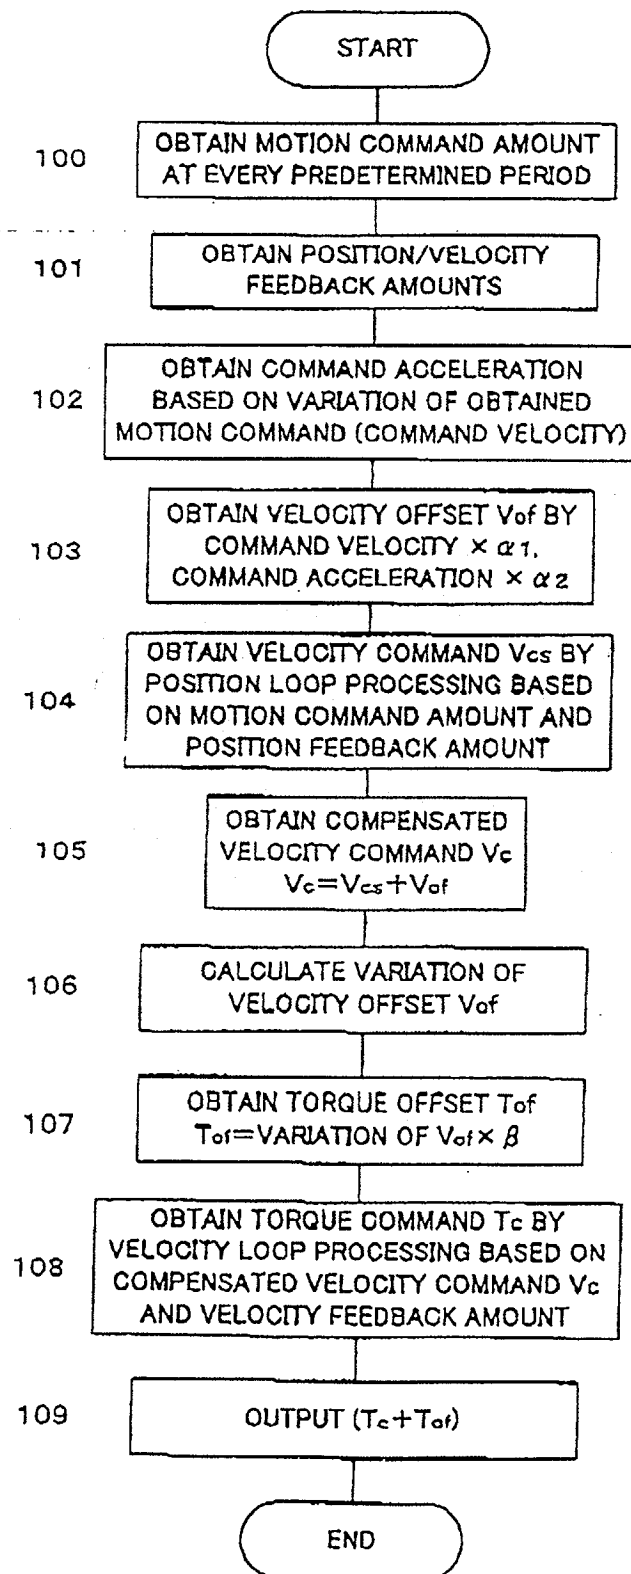 START
100
OBTAIN MOTION COMMAND AMOUNT
AT EVERY PREDETERMINED PERIOD
101
OBTAIN POSITION/VELOCITY
FEEDBACK AMOUNTS
102
OBTAIN COMMAND ACCELERATION
BASED ON VARIATION OF OBTAINED
MOTION COMMAND (COMMAND VELOCITY)
103
OBTAIN VELOCITY OFFSET Vof BY
COMMAND VELOCITY × α1,
COMMAND ACCELERATION × α2
104
OBTAIN VELOCITY COMMAND Vcs BY
POSITION LOOP PROCESSING BASED
ON MOTION COMMAND AMOUNT AND
POSITION FEEDBACK AMOUNT
105
OBTAIN COMPENSATED
VELOCITY COMMAND Vc
Vc=Vcs+Vof
106
CALCULATE VARIATION OF
VELOCITY OFFSET Vof
107
OBTAIN TORQUE OFFSET Tof
Tof=VARIATION OF Vof× β
108
OBTAIN TORQUE COMMAND Tc BY
VELOCITY LOOP PROCESSING BASED ON
COMPENSATED VELOCITY COMMAND Vc
AND VELOCITY FEEDBACK AMOUNT
109
OUTPUT (Tc+Tof)
END